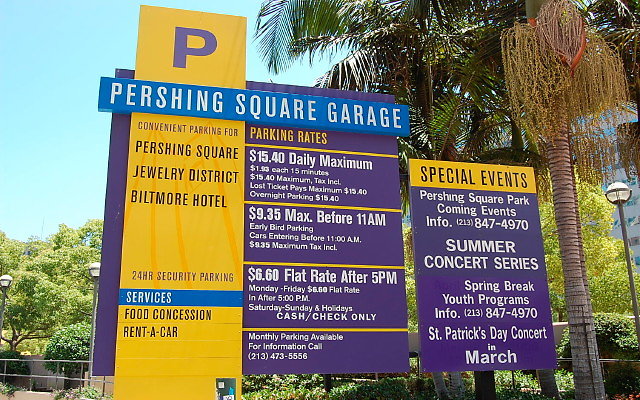 P
PERSHING SQUARE GARAGE
CONVENIENT PARKING FOR
PERSHING SQUARE
JEWELRY DISTRICT
BILTMORE HOTEL
24HR SECURITY PARKING
SERVICES
FOOD CONCESSION
RENT-A-CAR
PARKING RATES
$15.40 Daily Maximum
$1.93 each 15 minutes
$15.40 Maximum, Tax Incl.
Lost Ticket Pays Maximum $15.40
Overnight Parking $15.40
$9.35 Max. Before 11AM
Early Bird Parking
Cars Entering Before 11:00 A.M.
$9.35 Maximum Tax Incl.
$6.60 Flat Rate After 5PM
Monday -Friday $6.60 Flat Rate
In After 5:00 P.M.
Saturday-Sunday & Holidays
CASH/CHECK ONLY
Monthly Parking Available
For Information Call
(213) 473-5556
SPECIAL EVENTS
Pershing Square Park
Coming Events
Info. (213) 847-4970
SUMMER
CONCERT SERIES
Spring Break
Youth Programs
Info. (213) 847-4970
St. Patrick's Day Concert
in
March